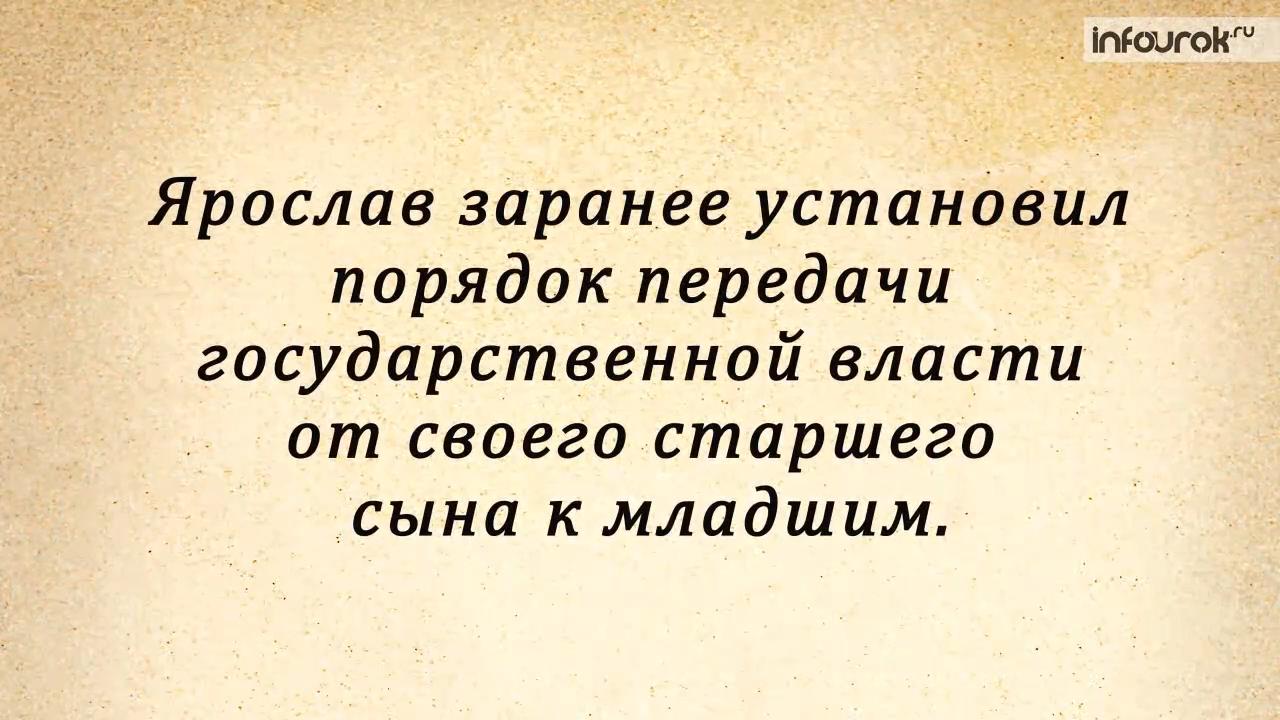 infourok.ru
Ярослав заранее установил
порядок передачи
государственной власти
от своего старшего
сына к младшим.